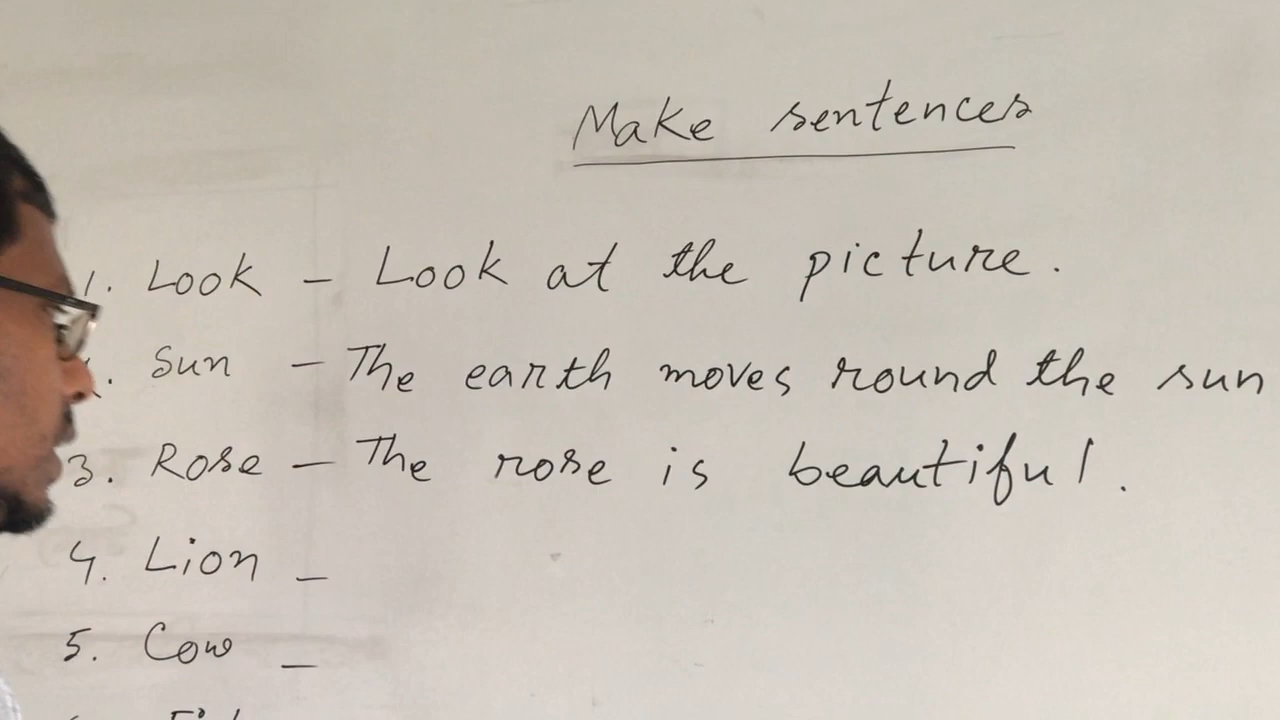 Make sentences
1. Look – Look at the picture.
. Sun – The earth moves round the sun
3. Rose – The rose is beautiful.
4. Lion –
5. Cow –